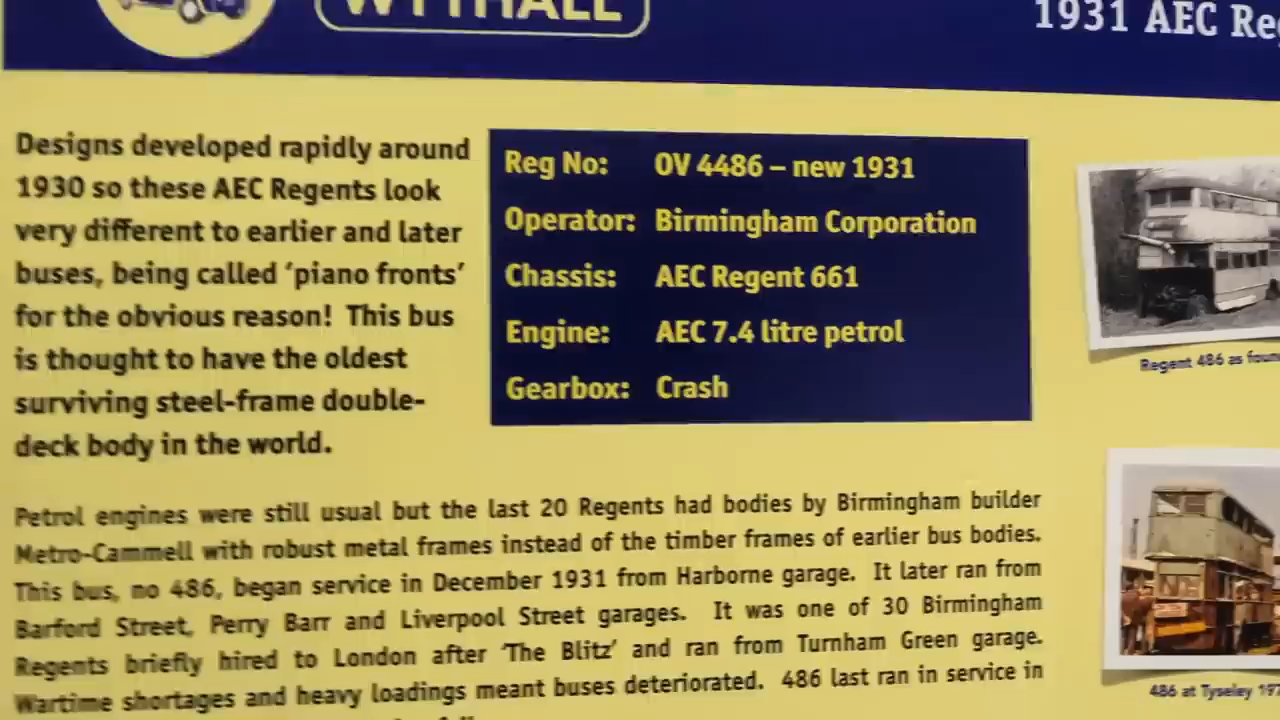 WYTHALL
1931 AEC
Designs developed rapidly around
1930 so these AEC Regents look
very different to earlier and later
buses, being called ‘piano fronts’
for the obvious reason! This bus
is thought to have the oldest
surviving steel-frame double-
deck body in the world.
Reg No: OV 4486 – new 1931
Operator: Birmingham Corporation
Chassis: AEC Regent 661
Engine: AEC 7.4 litre petrol
Gearbox: Crash
Regent 486 as
Petrol engines were still usual but the last 20 Regents had bodies by Birmingham builder
Metro-Cammell with robust metal frames instead of the timber frames of earlier bus bodies.
This bus, no 486, began service in December 1931 from Harborne garage. It later ran from
Barford Street, Perry Barr and Liverpool Street garages. It was one of 30 Birmingham
Regents briefly hired to London after ‘The Blitz’ and ran from Turnham Green garage.
Wartime shortages and heavy loadings meant buses deteriorated. 486 last ran in service in
486 at Tyseley